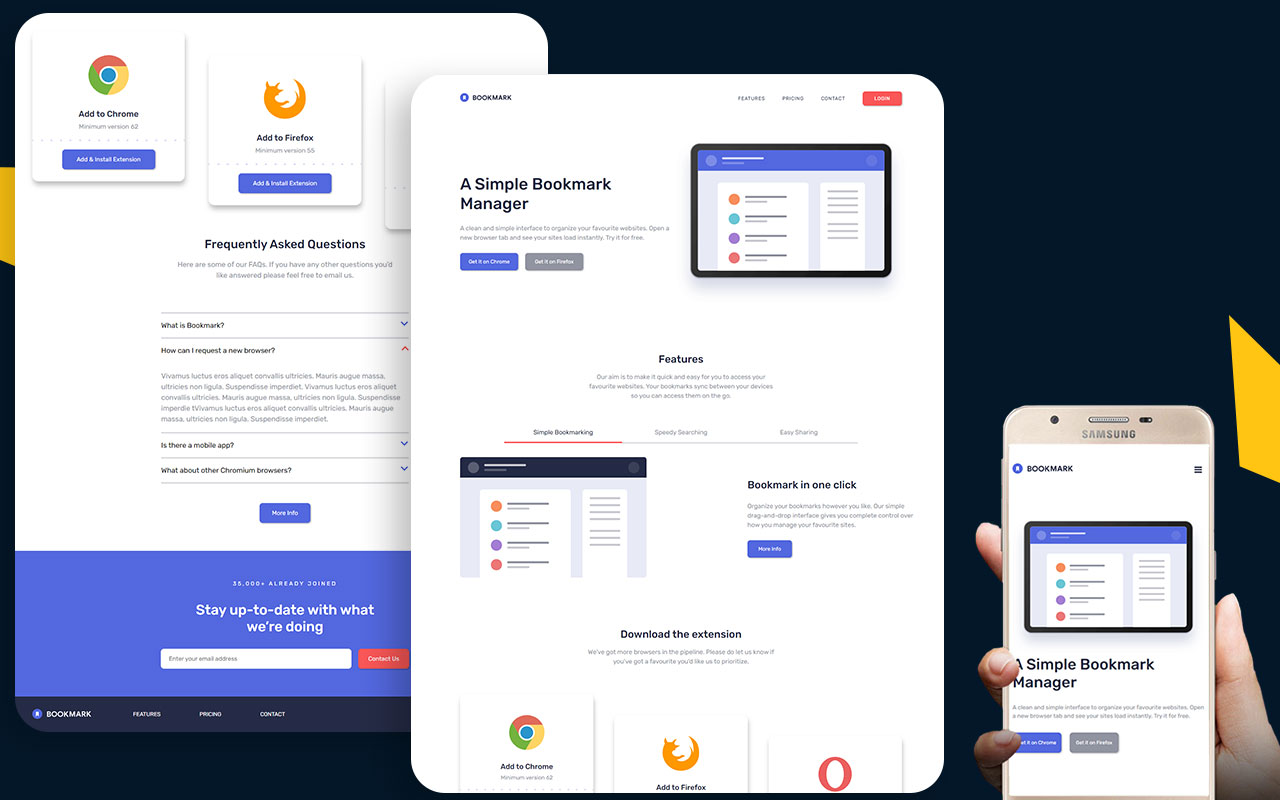 Add to Chrome
Minimum version 62
Add & Install Extension
Add to Firefox
Minimum version 55
Add & Install Extension
Frequently Asked Questions
Here are some of our FAQs. If you have any other questions you'd
like answered please feel free to email us.
What is Bookmark?
How can I request a new browser?
Vivamus luctus eros aliquet convallis ultricies. Mauris augue massa,
ultricies non ligula. Suspendisse imperdiet. Vivamus luctus eros aliquet
convallis ultricies. Mauris augue massa, ultricies non ligula. Suspendisse
imperdie tVivamus luctus eros aliquet convallis ultricies. Mauris augue
massa, ultricies non ligula. Suspendisse imperdiet.
Is there a mobile app?
What about other Chromium browsers?
More Info
35,000+ ALREADY JOINED
Stay up-to-date with what
we're doing
Enter your email address
Contact Us
BOOKMARK
FEATURES
PRICING
CONTACT
BOOKMARK
FEATURES
PRICING
CONTACT
LOGIN
A Simple Bookmark
Manager
A clean and simple interface to organize your favourite websites. Open a
new browser tab and see your sites load instantly. Try it for free.
Get it on Chrome
Get it on Firefox
Features
Our aim is to make it quick and easy for you to access your
favourite websites. Your bookmarks sync between your devices
so you can access them on the go.
Simple Bookmarking
Speedy Searching
Easy Sharing
Bookmark in one click
Organize your bookmarks however you like. Our simple
drag-and-drop interface gives you complete control over
how you manage your favourite sites.
More Info
Download the extension
We've got more browsers in the pipeline. Please do let us know if
you've got a favourite you'd like us to prioritize.
Add to Chrome
Minimum version 62
Add to Firefox
SAMSUNG
BOOKMARK
A Simple Bookmark
Manager
A clean and simple interface to organize your favourite websites. Open
a new browser tab and see your sites load instantly. Try it for free.
Get it on Chrome
Get it on Firefox